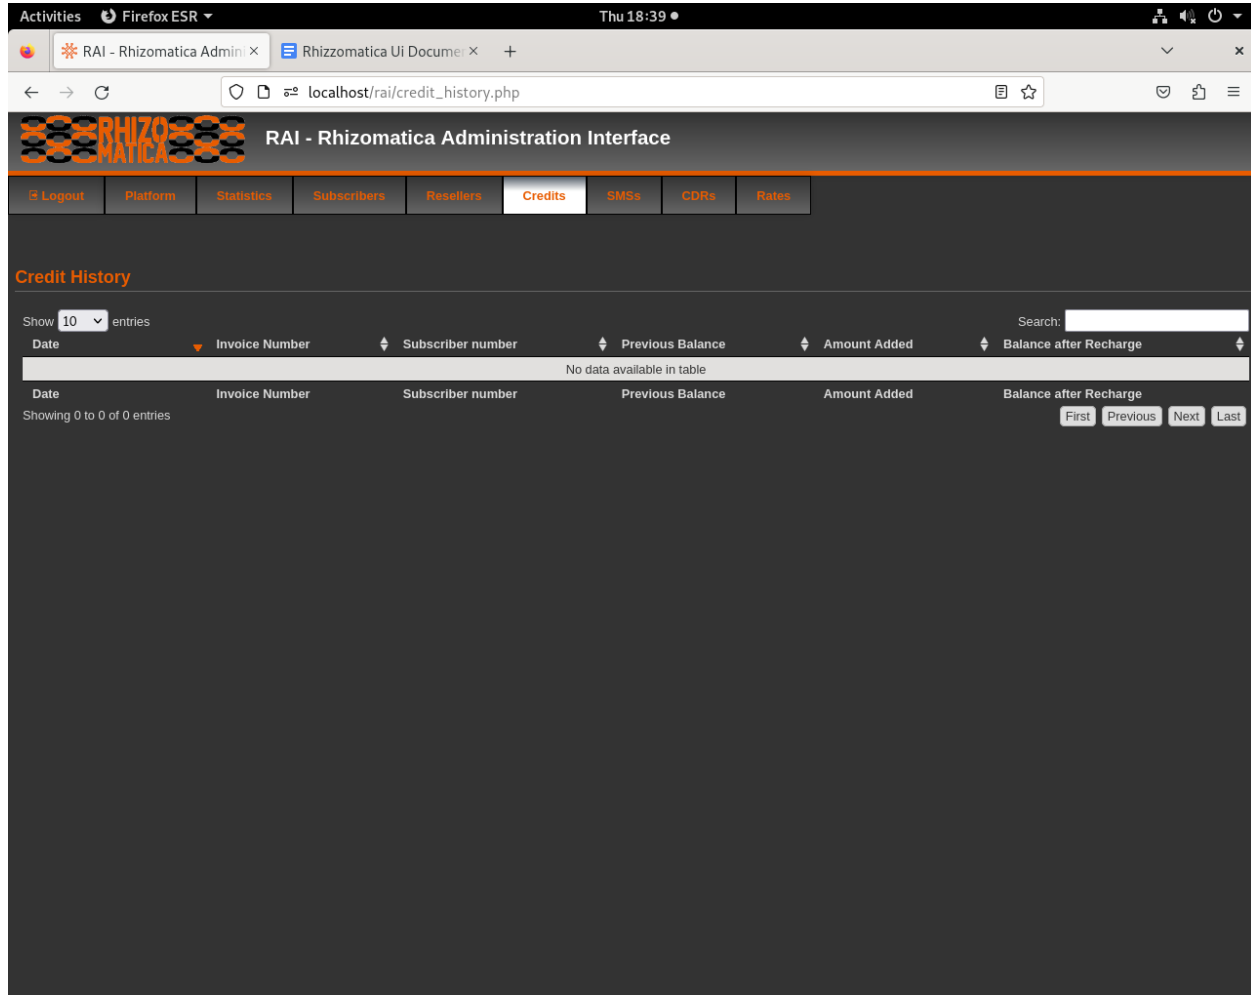 Activities Firefox ESR Thu 18:39
RAI - Rhizomatica Admini Rhizzomatica Ui Documen
localhost/rai/credit_history.php
RHIZO
MATICA
RAI - Rhizomatica Administration Interface
Logout Platform Statistics Subscribers Resellers Credits SMSs CDRs Rates
Credit History
Show 10 entries Search:
Date Invoice Number Subscriber number Previous Balance Amount Added Balance after Recharge
No data available in table
Date Invoice Number Subscriber number Previous Balance Amount Added Balance after Recharge
Showing 0 to 0 of 0 entries First Previous Next Last